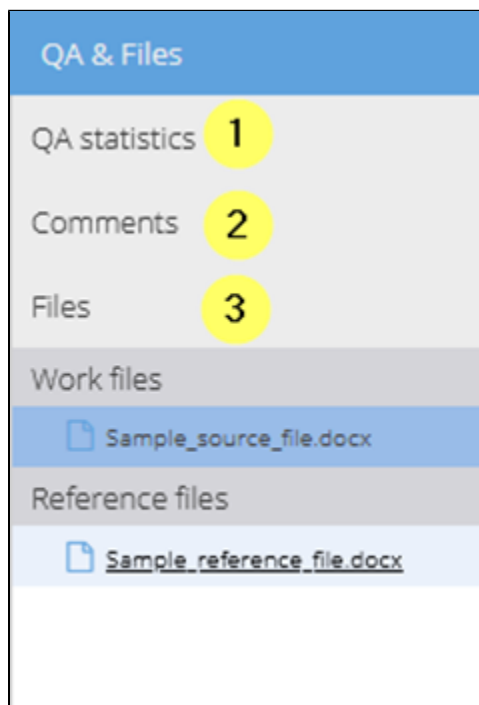 QA & Files
QA statistics 1
Comments 2
Files 3
Work files
Sample_source_file.docx
Reference files
Sample_reference_file.docx